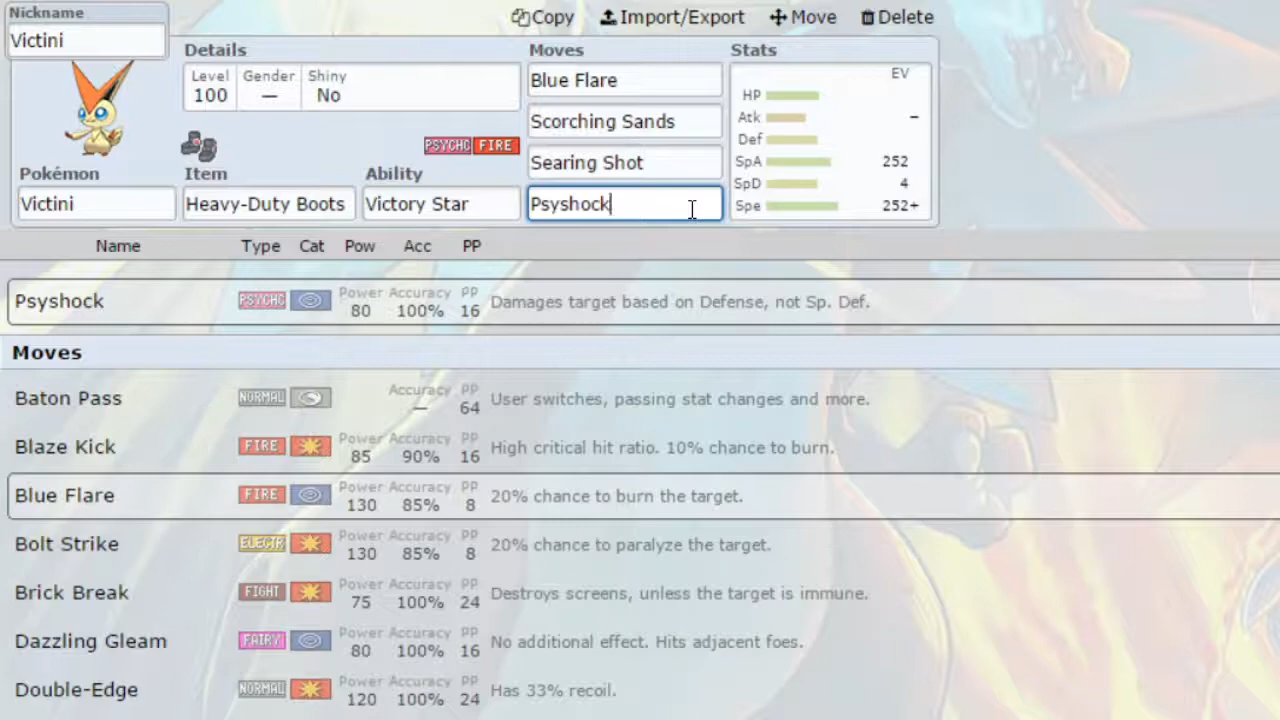 Nickname
Victini
Copy Import/Export Move Delete
Details
Level Gender Shiny
100 — No
PSYCHC FIRE
Pokémon Item Ability
Victini Heavy-Duty Boots Victory Star
Moves
Blue Flare
Scorching Sands
Searing Shot
Psyshock
Stats
EV
HP
Atk –
Def
SpA 252
SpD 4
Spe 252+
Name Type Cat Pow Acc PP
Psyshock PSYCHC Power 80 Accuracy 100% PP 16 Damages target based on Defense, not Sp. Def.
Moves
Baton Pass NORMAL Accuracy — PP 64 User switches, passing stat changes and more.
Blaze Kick FIRE Power 85 Accuracy 90% PP 16 High critical hit ratio. 10% chance to burn.
Blue Flare FIRE Power 130 Accuracy 85% PP 8 20% chance to burn the target.
Bolt Strike ELECTR Power 130 Accuracy 85% PP 8 20% chance to paralyze the target.
Brick Break FIGHT Power 75 Accuracy 100% PP 24 Destroys screens, unless the target is immune.
Dazzling Gleam FAIRY Power 80 Accuracy 100% PP 16 No additional effect. Hits adjacent foes.
Double-Edge NORMAL Power 120 Accuracy 100% PP 24 Has 33% recoil.